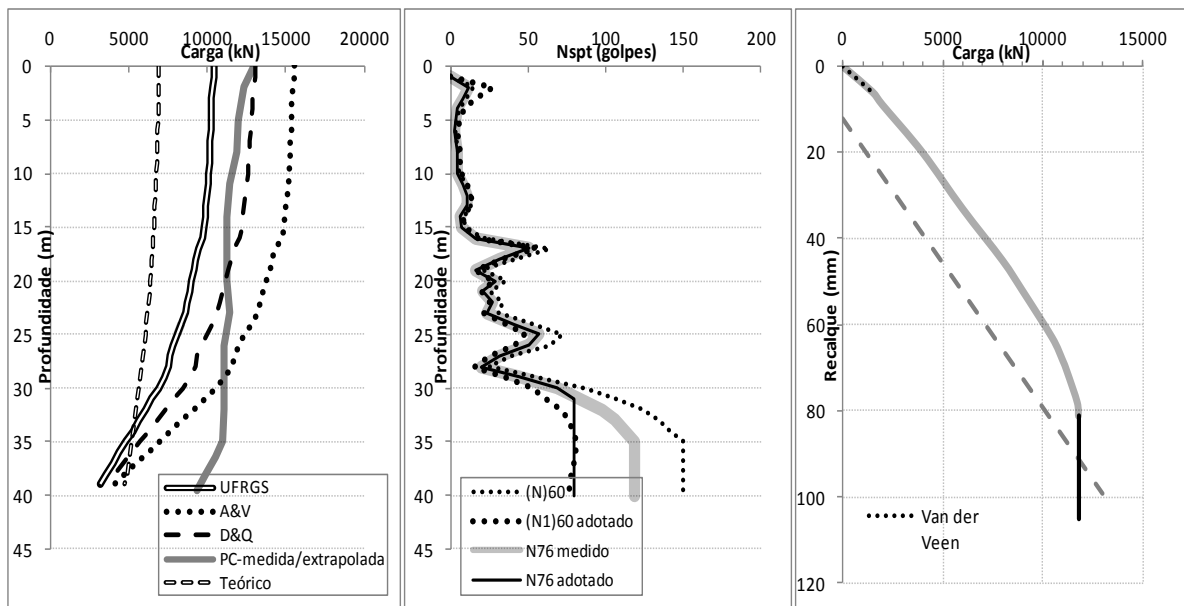 0 5000 10000 15000 20000
Carga (kN)
0
5
10
15
20
25
30
35
40
45
Profundidade (m)
UFRGS
A&V
D&Q
PC-medida/extrapolada
Teórico
0 50 100 150 200
Nspt (golpes)
0
5
10
15
20
25
30
35
40
45
Profundidade (m)
(N)60
(N1)60 adotado
N76 medido
N76 adotado
0 5000 10000 15000
Carga (kN)
0
20
40
60
80
100
120
Recalque (mm)
Van der
Veen